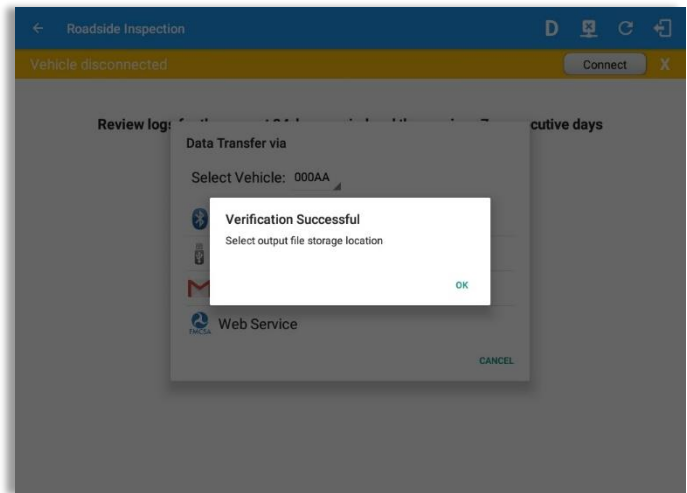 Roadside Inspection
D
Vehicle disconnected
Connect X
Review logs
cutive days
Data Transfer via
Select Vehicle: 000AA
Verification Successful
Select output file storage location
OK
FMCSA Web Service
CANCEL